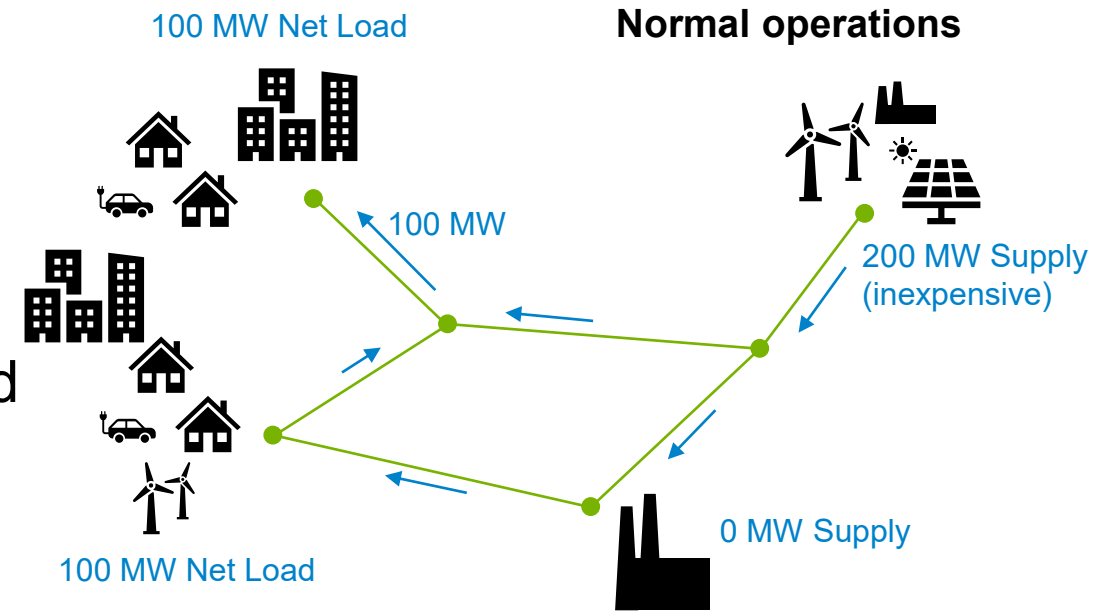 100 MW Net Load
Normal operations
100 MW
200 MW Supply
(inexpensive)
d
0 MW Supply
100 MW Net Load